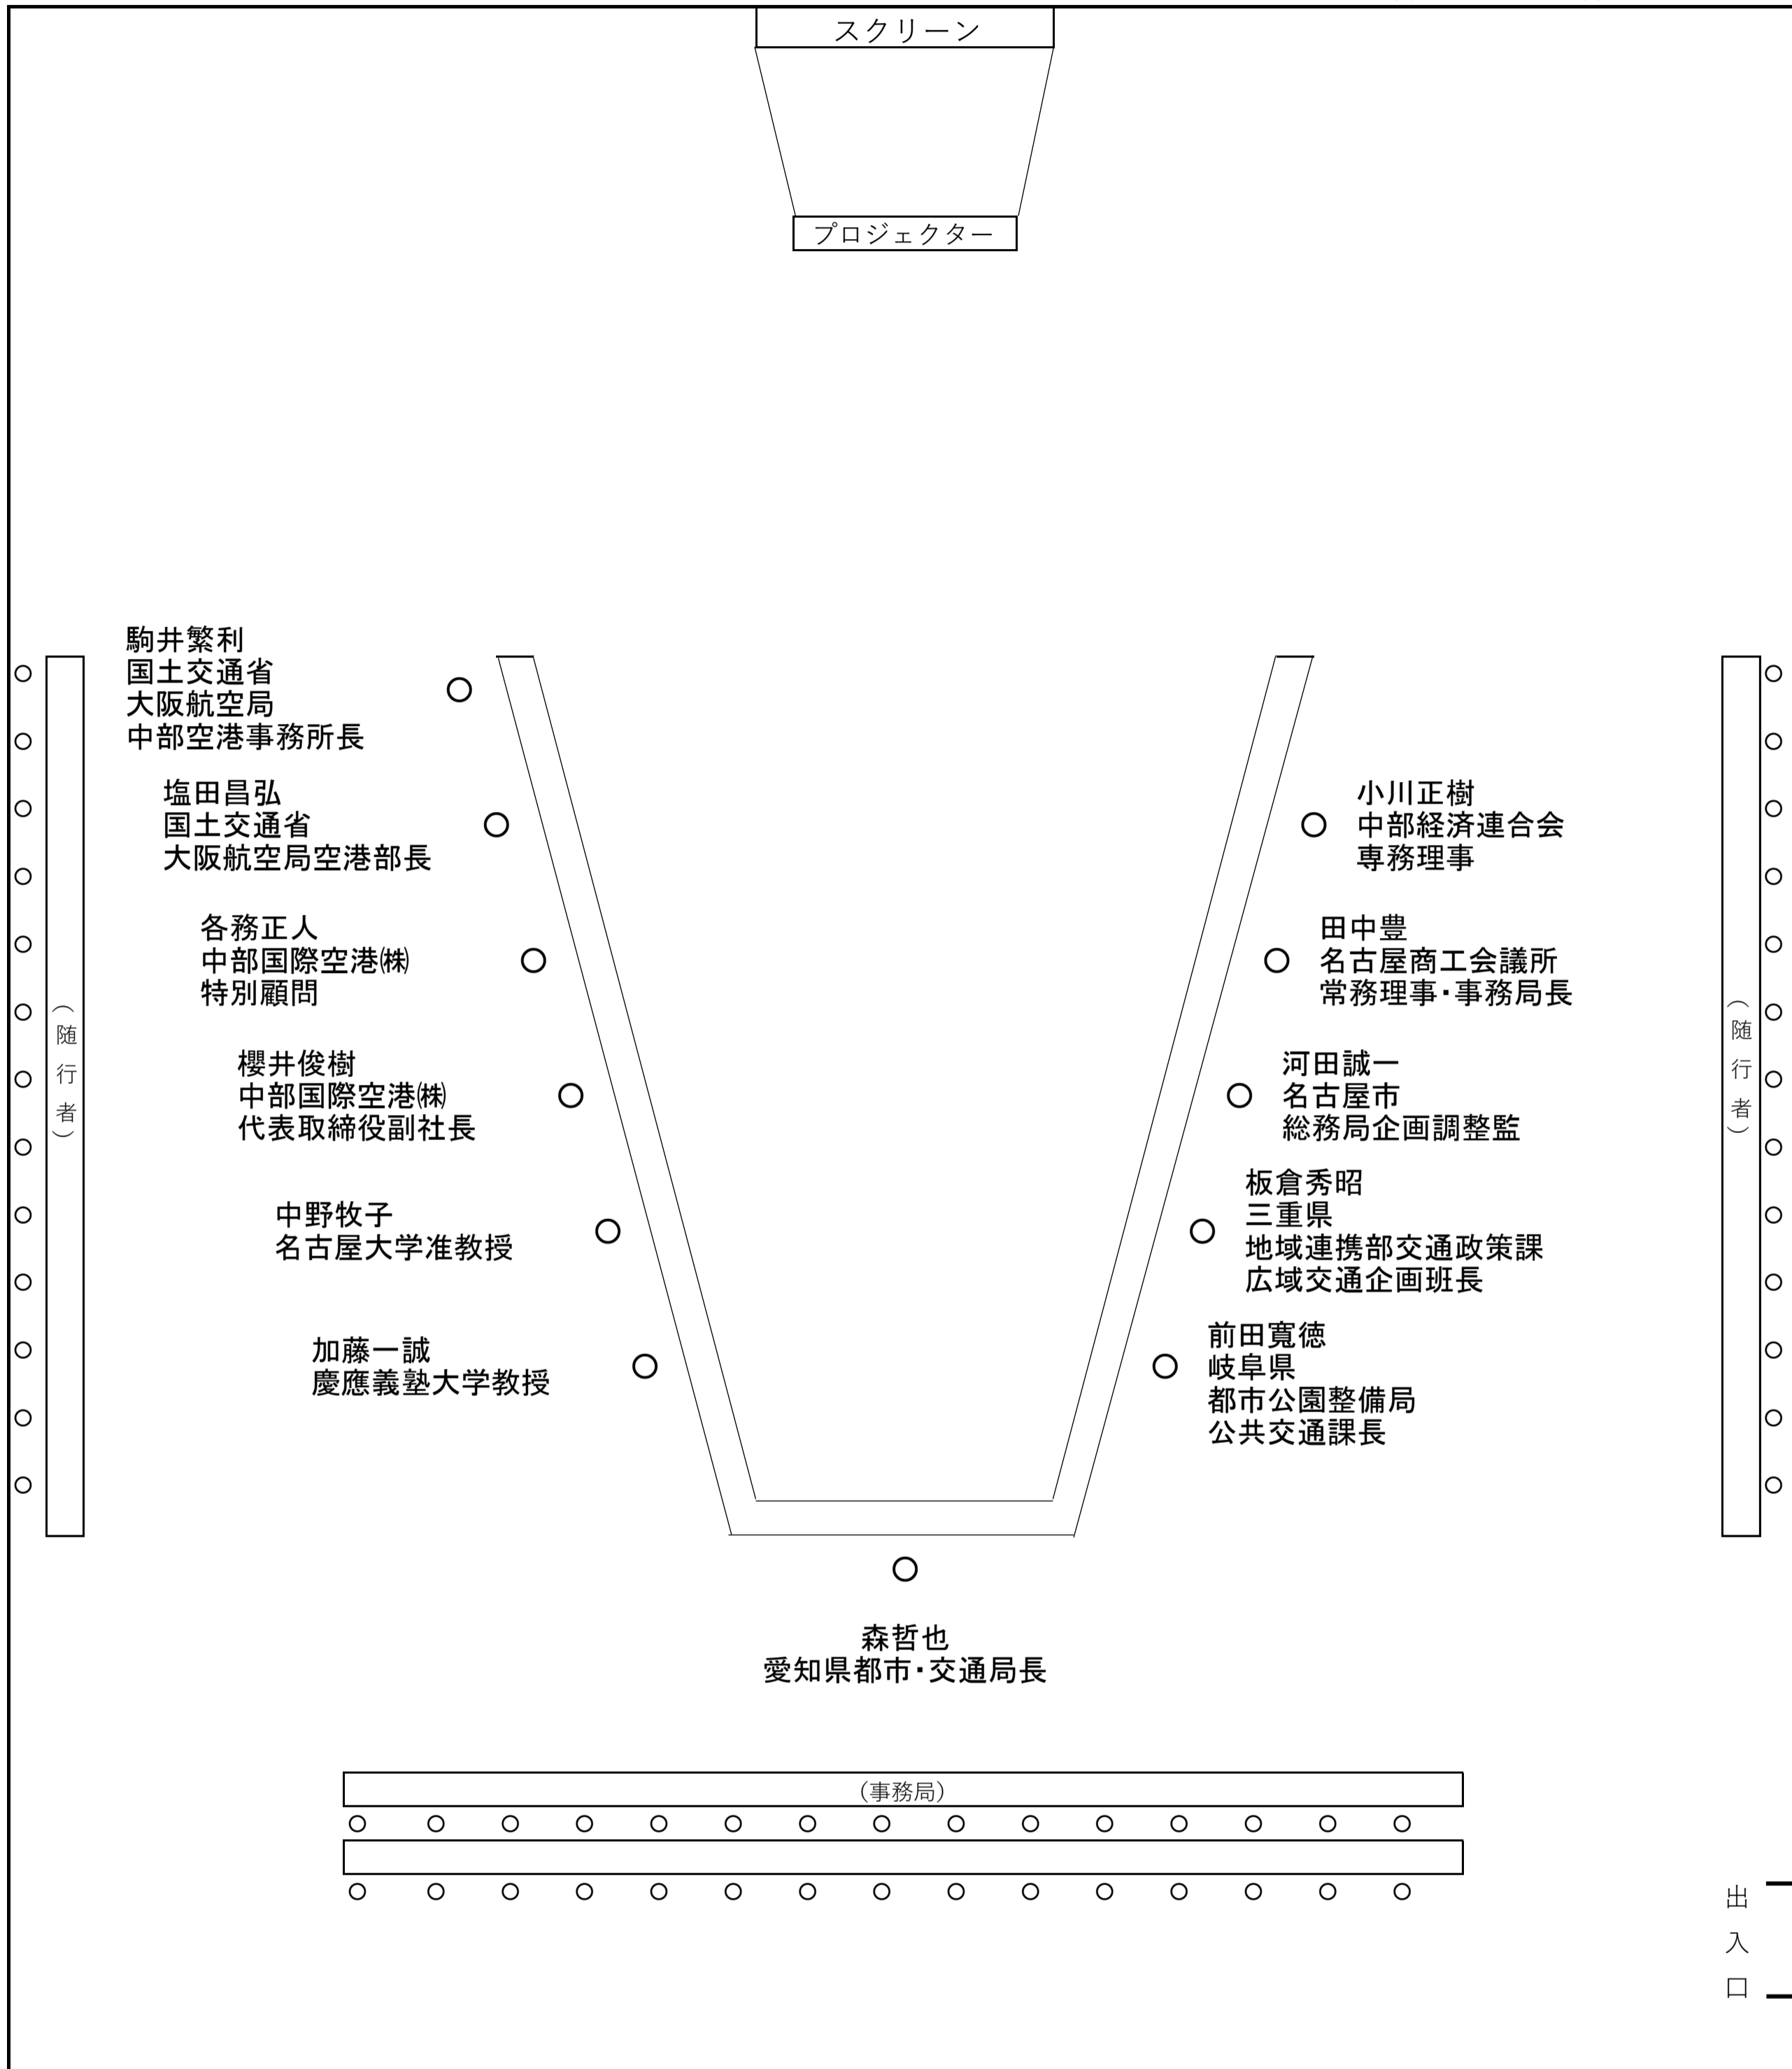 スクリーン
プロジェクター
駒井繁利
国土交通省
大阪航空局
中部空港事務所長
塩田昌弘
国土交通省
大阪航空局空港部長
小川正樹
中部経済連合会
専務理事
各務正人
中部国際空港㈱
特別顧問
田中豊
名古屋商工会議所
常務理事・事務局長
（随行者）
（随行者）
櫻井俊樹
中部国際空港㈱
代表取締役副社長
河田誠一
名古屋市
総務局企画調整監
中野牧子
名古屋大学准教授
板倉秀昭
三重県
地域連携部交通政策課
広域交通企画班長
加藤一誠
慶應義塾大学教授
前田寛徳
岐阜県
都市公園整備局
公共交通課長
森哲也
愛知県都市・交通局長
（事務局）
出入口